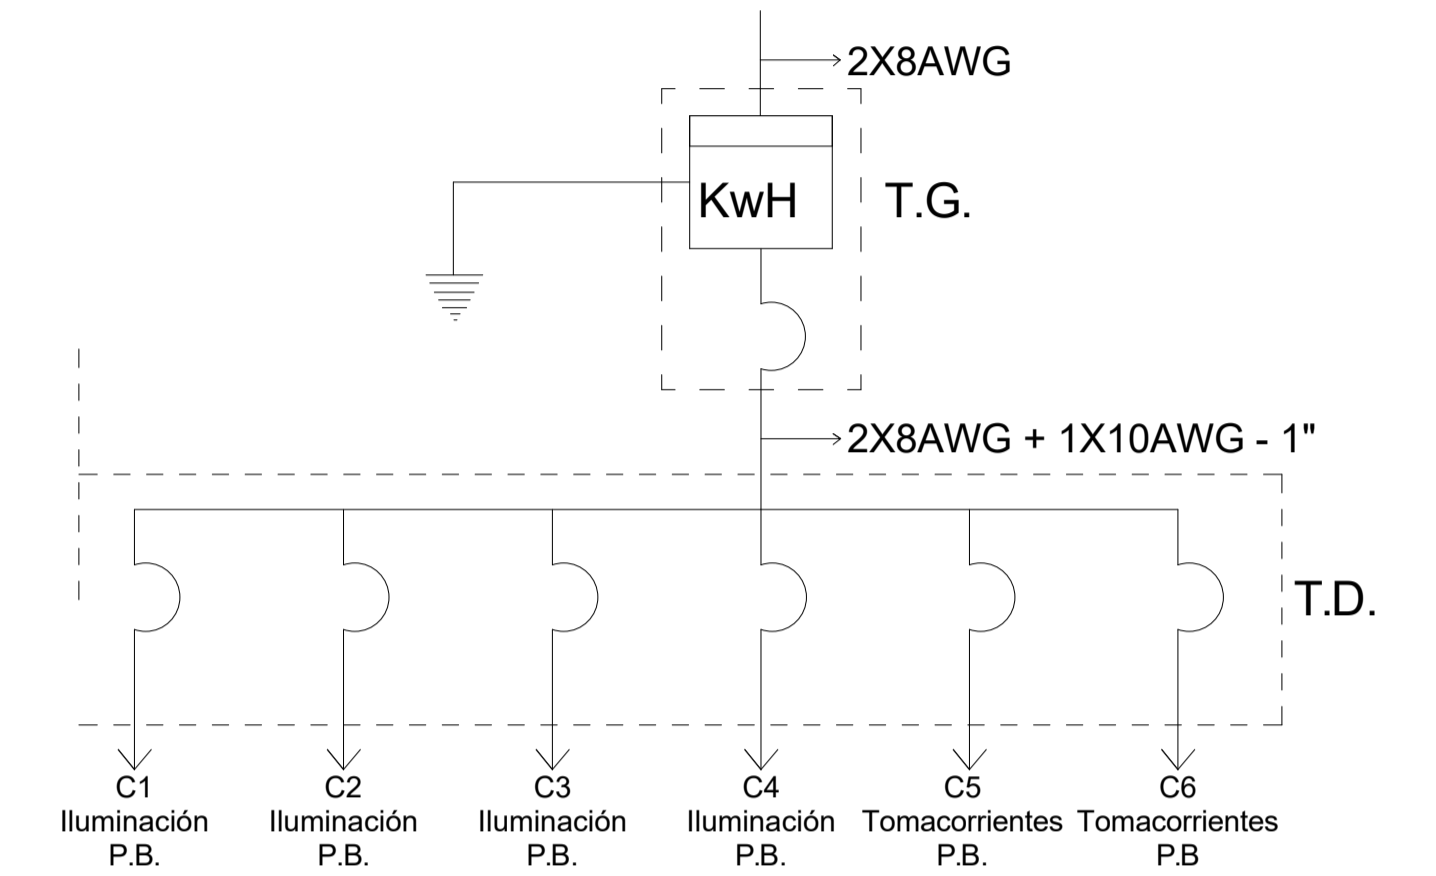 2X8AWG
KwH
T.G.
2X8AWG + 1X10AWG - 1"
T.D.
C1
Iluminación
P.B.
C2
Iluminación
P.B.
C3
Iluminación
P.B.
C4
Iluminación
P.B.
C5
Tomacorrientes
P.B.
C6
Tomacorrientes
P.B